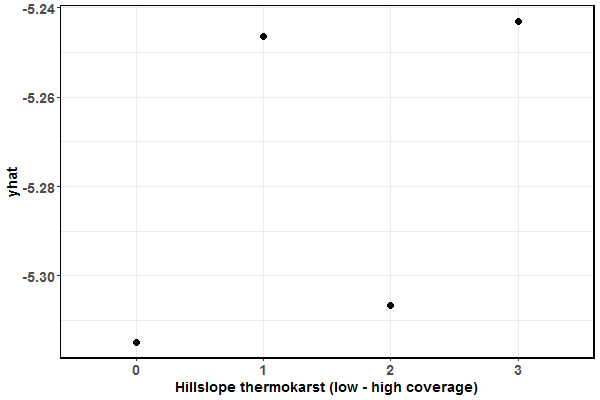 -5.24
-5.26
-5.28
-5.30
yhat
0 1 2 3
Hillslope thermokarst (low - high coverage)